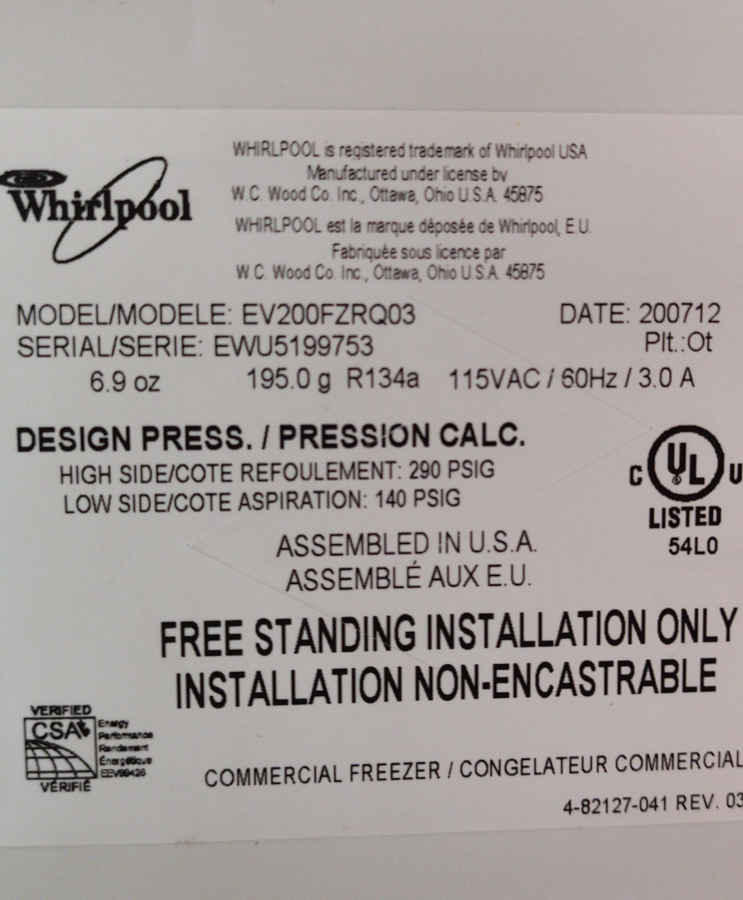 Whirlpool
WHIRLPOOL is registered trademark of Whirlpool USA
Manufactured under license by
W.C. Wood Co. Inc., Ottawa, Ohio U.S.A. 45875
WHIRLPOOL est la marque déposée de Whirlpool, E.U.
Fabriquée sous licence par
W.C. Wood Co. Inc., Ottawa, Ohio U.S.A. 45875
MODEL/MODELE: EV200FZRQ03 DATE: 200712
SERIAL/SERIE: EWU5199753 Plt.:Ot
6.9 oz 195.0 g R134a 115VAC / 60Hz / 3.0 A
DESIGN PRESS. / PRESSION CALC.
HIGH SIDE/COTE REFOULEMENT: 290 PSIG
LOW SIDE/COTE ASPIRATION: 140 PSIG
C UL U
LISTED
54L0
ASSEMBLED IN U.S.A.
ASSEMBLÉ AUX E.U.
FREE STANDING INSTALLATION ONLY
INSTALLATION NON-ENCASTRABLE
VERIFIED
CSA
Energy
Performance
Rendement
Énergétique
EEV99426
VÉRIFIÉ
COMMERCIAL FREEZER / CONGELATEUR COMMERCIAL
4-82127-041 REV. 03